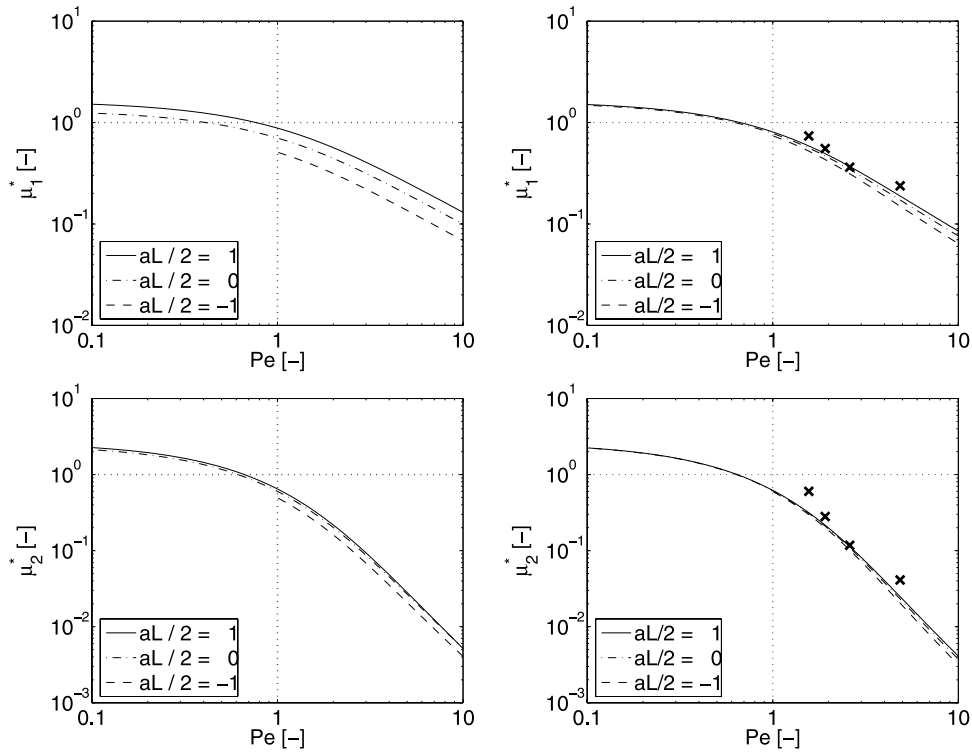 10^1
10^0
10^-1
10^-2
μ*_1 [−]
0.1
1
10
Pe [−]
aL / 2 = 1
aL / 2 = 0
aL / 2 = −1
10^1
10^0
10^-1
10^-2
μ*_1 [−]
0.1
1
10
Pe [−]
aL/2 = 1
aL/2 = 0
aL/2 = −1
10^1
10^0
10^-1
10^-2
10^-3
μ*_2 [−]
0.1
1
10
Pe [−]
aL / 2 = 1
aL / 2 = 0
aL / 2 = −1
10^1
10^0
10^-1
10^-2
10^-3
μ*_2 [−]
0.1
1
10
Pe [−]
aL/2 = 1
aL/2 = 0
aL/2 = −1